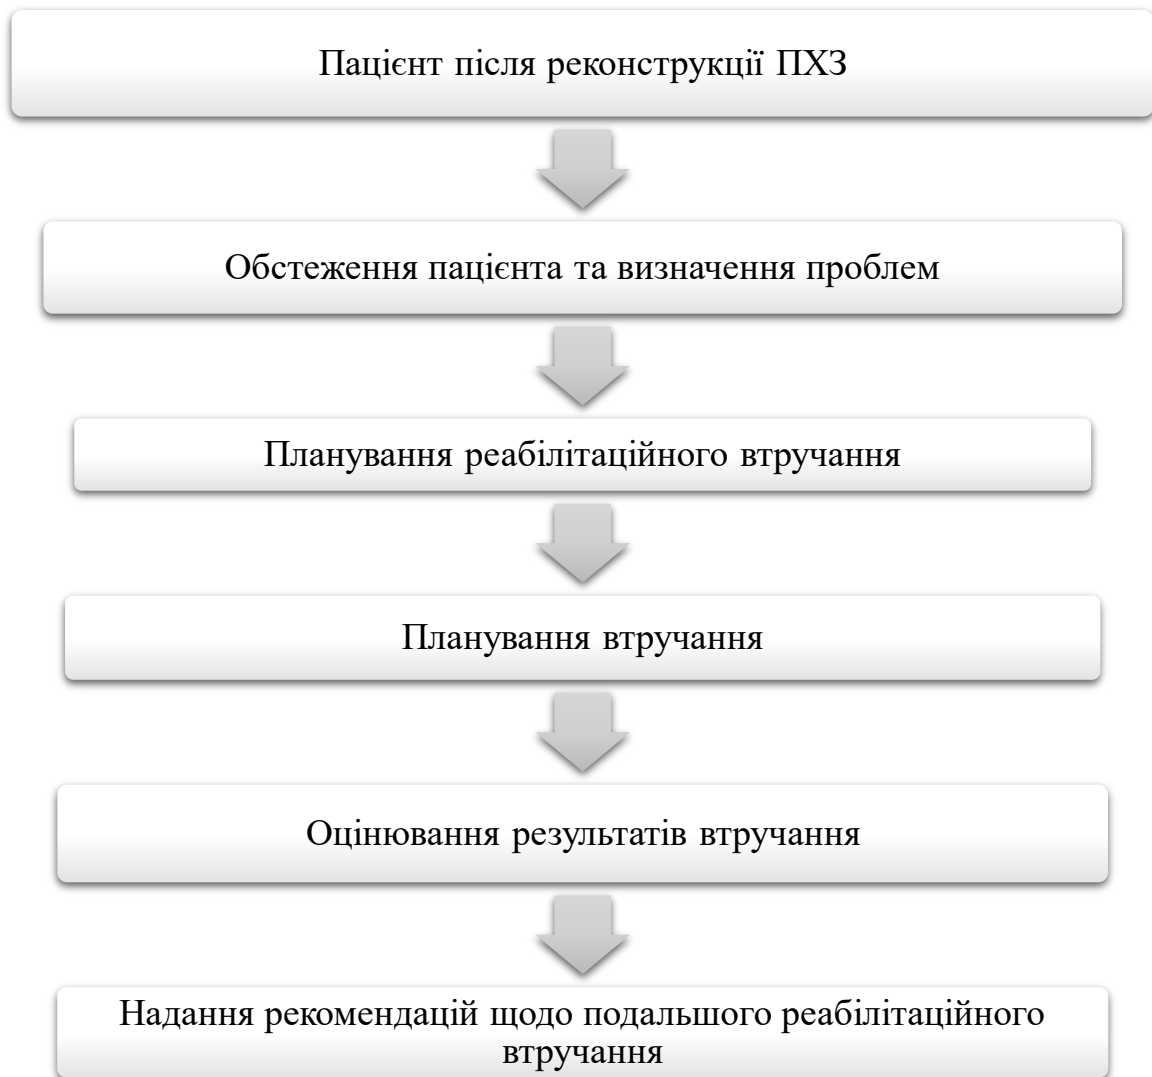 Пацієнт після реконструкції ПХЗ
Обстеження пацієнта та визначення проблем
Планування реабілітаційного втручання
Планування втручання
Оцінювання результатів втручання
Надання рекомендацій щодо подальшого реабілітаційного
втручання